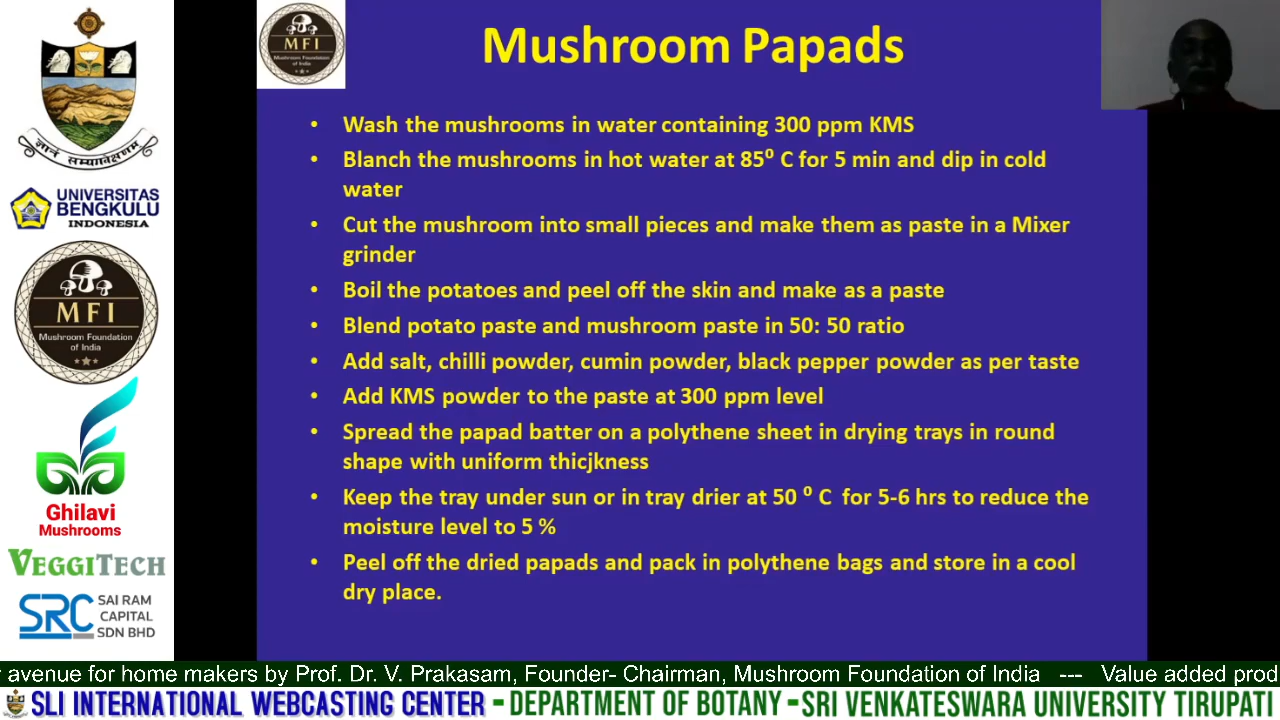 Mushroom Papads
• Wash the mushrooms in water containing 300 ppm KMS
• Blanch the mushrooms in hot water at 85⁰ C for 5 min and dip in cold
water
• Cut the mushroom into small pieces and make them as paste in a Mixer
grinder
• Boil the potatoes and peel off the skin and make as a paste
• Blend potato paste and mushroom paste in 50: 50 ratio
• Add salt, chilli powder, cumin powder, black pepper powder as per taste
• Add KMS powder to the paste at 300 ppm level
• Spread the papad batter on a polythene sheet in drying trays in round
shape with uniform thicjkness
• Keep the tray under sun or in tray drier at 50 ⁰ C for 5-6 hrs to reduce the
moisture level to 5 %
• Peel off the dried papads and pack in polythene bags and store in a cool
dry place.
MFI
Mushroom Foundation
of India
ज्ञानं सम्यगवेक्षणम्
UNIVERSITAS
BENGKULU
INDONESIA
MFI
Mushroom Foundation
of India
Ghilavi
Mushrooms
VEGGITECH
SRC
SAI RAM
CAPITAL
SDN BHD
avenue for home makers by Prof. Dr. V. Prakasam, Founder- Chairman, Mushroom Foundation of India --- Value added prod
SLI INTERNATIONAL WEBCASTING CENTER - DEPARTMENT OF BOTANY - SRI VENKATESWARA UNIVERSITY TIRUPATI